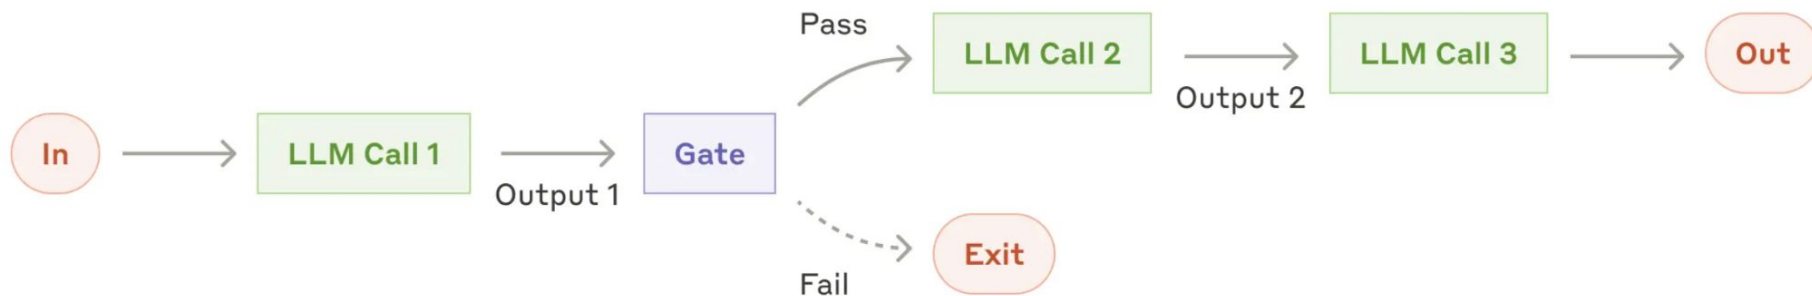 In
LLM Call 1
Output 1
Gate
Pass
LLM Call 2
Output 2
LLM Call 3
Out
Fail
Exit